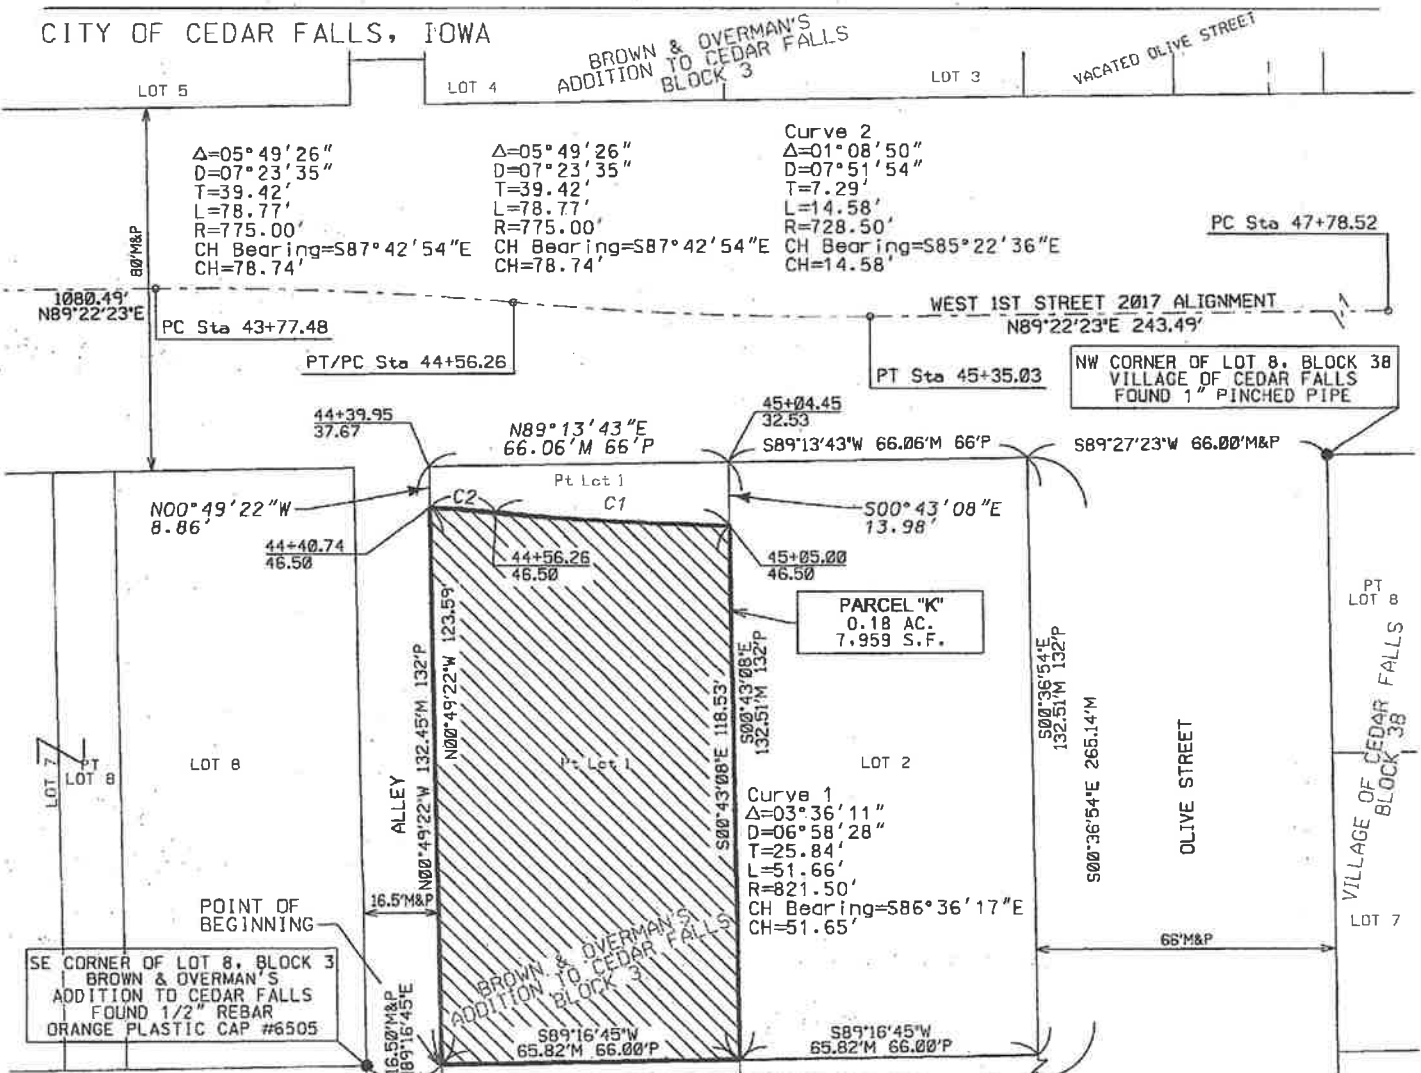 CITY OF CEDAR FALLS, IOWA
BROWN & OVERMAN'S
ADDITION TO CEDAR FALLS
BLOCK 3
VACATED OLIVE STREET
LOT 5
LOT 4
LOT 3
Δ=05°49'26"
D=07°23'35"
T=39.42'
L=78.77'
R=775.00'
CH Bearing=S87°42'54"E
CH=78.74'
Δ=05°49'26"
D=07°23'35"
T=39.42'
L=78.77'
R=775.00'
CH Bearing=S87°42'54"E
CH=78.74'
Curve 2
Δ=01°08'50"
D=07°51'54"
T=7.29'
L=14.58'
R=728.50'
CH Bearing=S85°22'36"E
CH=14.58'
PC Sta 47+78.52
80'M&P
1080.49'
N89°22'23"E
PC Sta 43+77.48
PT/PC Sta 44+56.26
WEST 1ST STREET 2017 ALIGNMENT
N89°22'23"E 243.49'
PT Sta 45+35.03
NW CORNER OF LOT 8, BLOCK 38
VILLAGE OF CEDAR FALLS
FOUND 1" PINCHED PIPE
44+39.95
37.67
N89°13'43"E
66.06'M 66'P
45+04.45
32.53
S89°13'43"W 66.06'M 66'P
S89°27'23"W 66.00'M&P
Pt Lot 1
C2
C1
N00°49'22"W
8.86'
S00°43'08"E
13.98'
44+40.74
46.50
44+56.26
46.50
45+05.00
46.50
PARCEL "K"
0.18 AC.
7,959 S.F.
PT
LOT 8
N00°49'22"W 132.45'M 132'P
N00°49'22"W 123.59'
S00°43'08"E 118.53'
S00°43'08"E
132.51'M 132'P
S00°36'54"E
132.51'M 132'P
S00°36'54"E 265.14'M
OLIVE STREET
VILLAGE OF CEDAR FALLS
BLOCK 38
LOT 7
PT
LOT 8
LOT 8
ALLEY
Pt Lot 1
LOT 2
Curve 1
Δ=03°36'11"
D=06°58'28"
T=25.84'
L=51.66'
R=821.50'
CH Bearing=S86°36'17"E
CH=51.65'
16.5'M&P
POINT OF
BEGINNING
LOT 7
66'M&P
SE CORNER OF LOT 8, BLOCK 3
BROWN & OVERMAN'S
ADDITION TO CEDAR FALLS
FOUND 1/2" REBAR
ORANGE PLASTIC CAP #6505
16.50'M&P
N89°16'45"E
BROWN & OVERMAN'S
ADDITION TO CEDAR FALLS
BLOCK 3
S89°16'45"W
65.82'M 66.00'P
S89°16'45"W
65.82'M 66.00'P